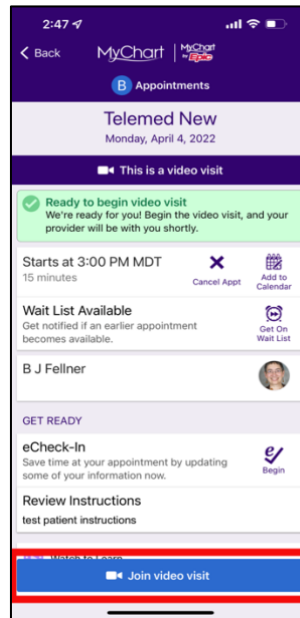 2:47
Back
MyChart
MyChart
by Epic
B Appointments
Telemed New
Monday, April 4, 2022
This is a video visit
Ready to begin video visit
We're ready for you! Begin the video visit, and your
provider will be with you shortly.
Starts at 3:00 PM MDT
15 minutes
Cancel Appt
Add to
Calendar
Wait List Available
Get notified if an earlier appointment
becomes available.
Get On
Wait List
B J Fellner
GET READY
eCheck-In
Save time at your appointment by updating
some of your information now.
Begin
Review Instructions
test patient instructions
Watch to Learn
Join video visit